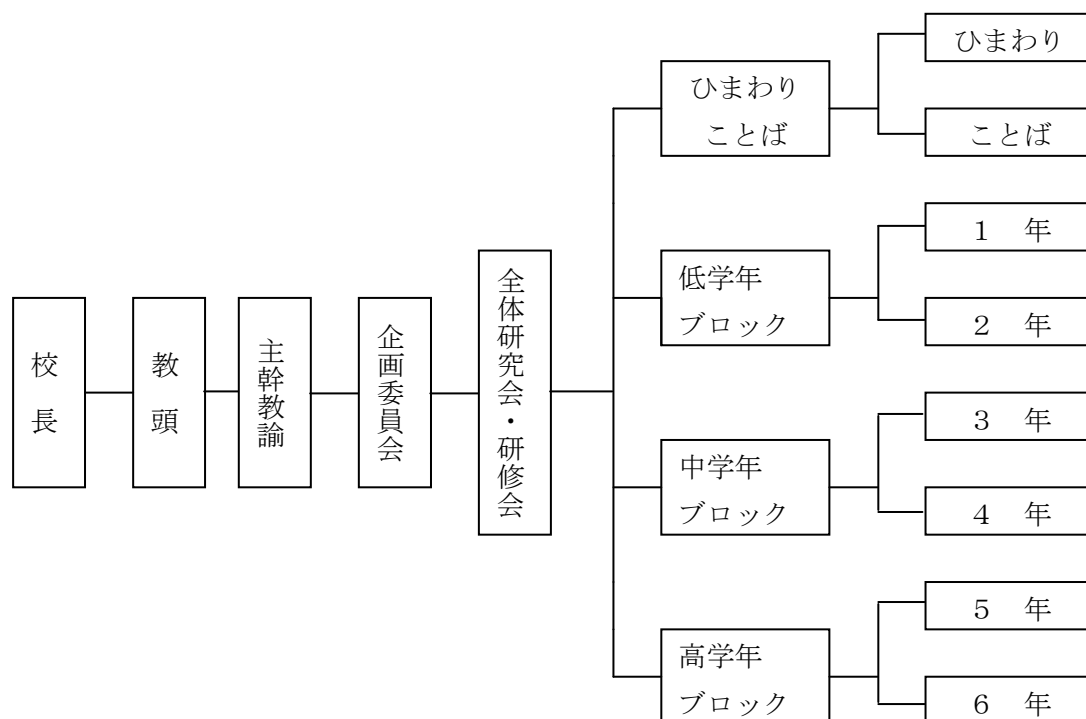 校長
教頭
主幹教諭
企画委員会
全体研究会・研修会
ひまわり
ことば
ひまわり
ことば
低学年
ブロック
1 年
2 年
中学年
ブロック
3 年
4 年
高学年
ブロック
5 年
6 年